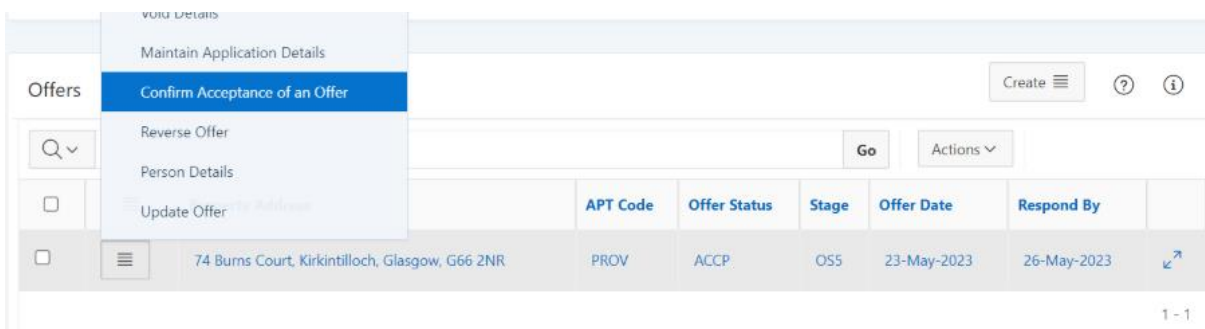 Void Details
Maintain Application Details
Offers
Confirm Acceptance of an Offer
Create
Reverse Offer
Go
Actions
Person Details
Update Offer
APT Code Offer Status Stage Offer Date Respond By
74 Burns Court, Kirkintilloch, Glasgow, G66 2NR PROV ACCP OS5 23-May-2023 26-May-2023
1 - 1